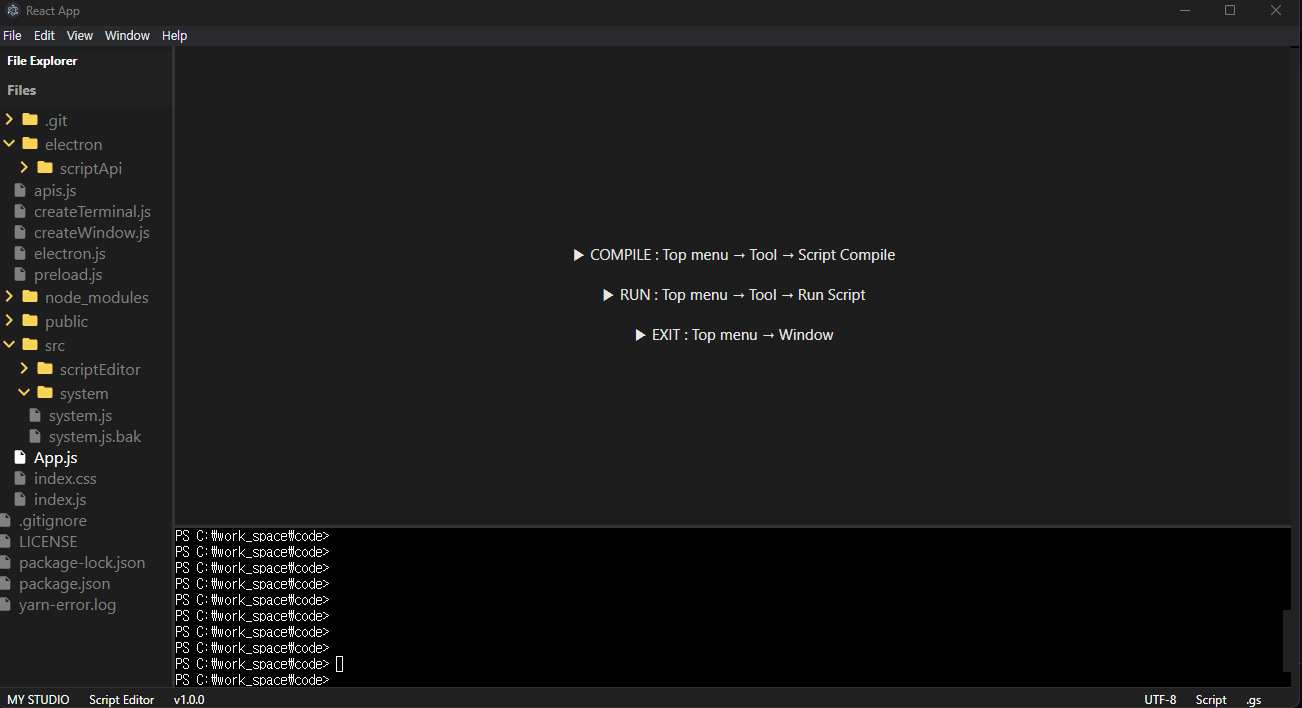 React App
File Edit View Window Help
File Explorer
Files
.git
electron
scriptApi
apis.js
createTerminal.js
createWindow.js
electron.js
preload.js
node_modules
public
src
scriptEditor
system
system.js
system.js.bak
App.js
index.css
index.js
.gitignore
LICENSE
package-lock.json
package.json
yarn-error.log
▶ COMPILE : Top menu → Tool → Script Compile
▶ RUN : Top menu → Tool → Run Script
▶ EXIT : Top menu → Window
PS C:₩work_space₩code>
PS C:₩work_space₩code>
PS C:₩work_space₩code>
PS C:₩work_space₩code>
PS C:₩work_space₩code>
PS C:₩work_space₩code>
PS C:₩work_space₩code>
PS C:₩work_space₩code>
PS C:₩work_space₩code>
PS C:₩work_space₩code>
MY STUDIO Script Editor v1.0.0 UTF-8 Script .gs